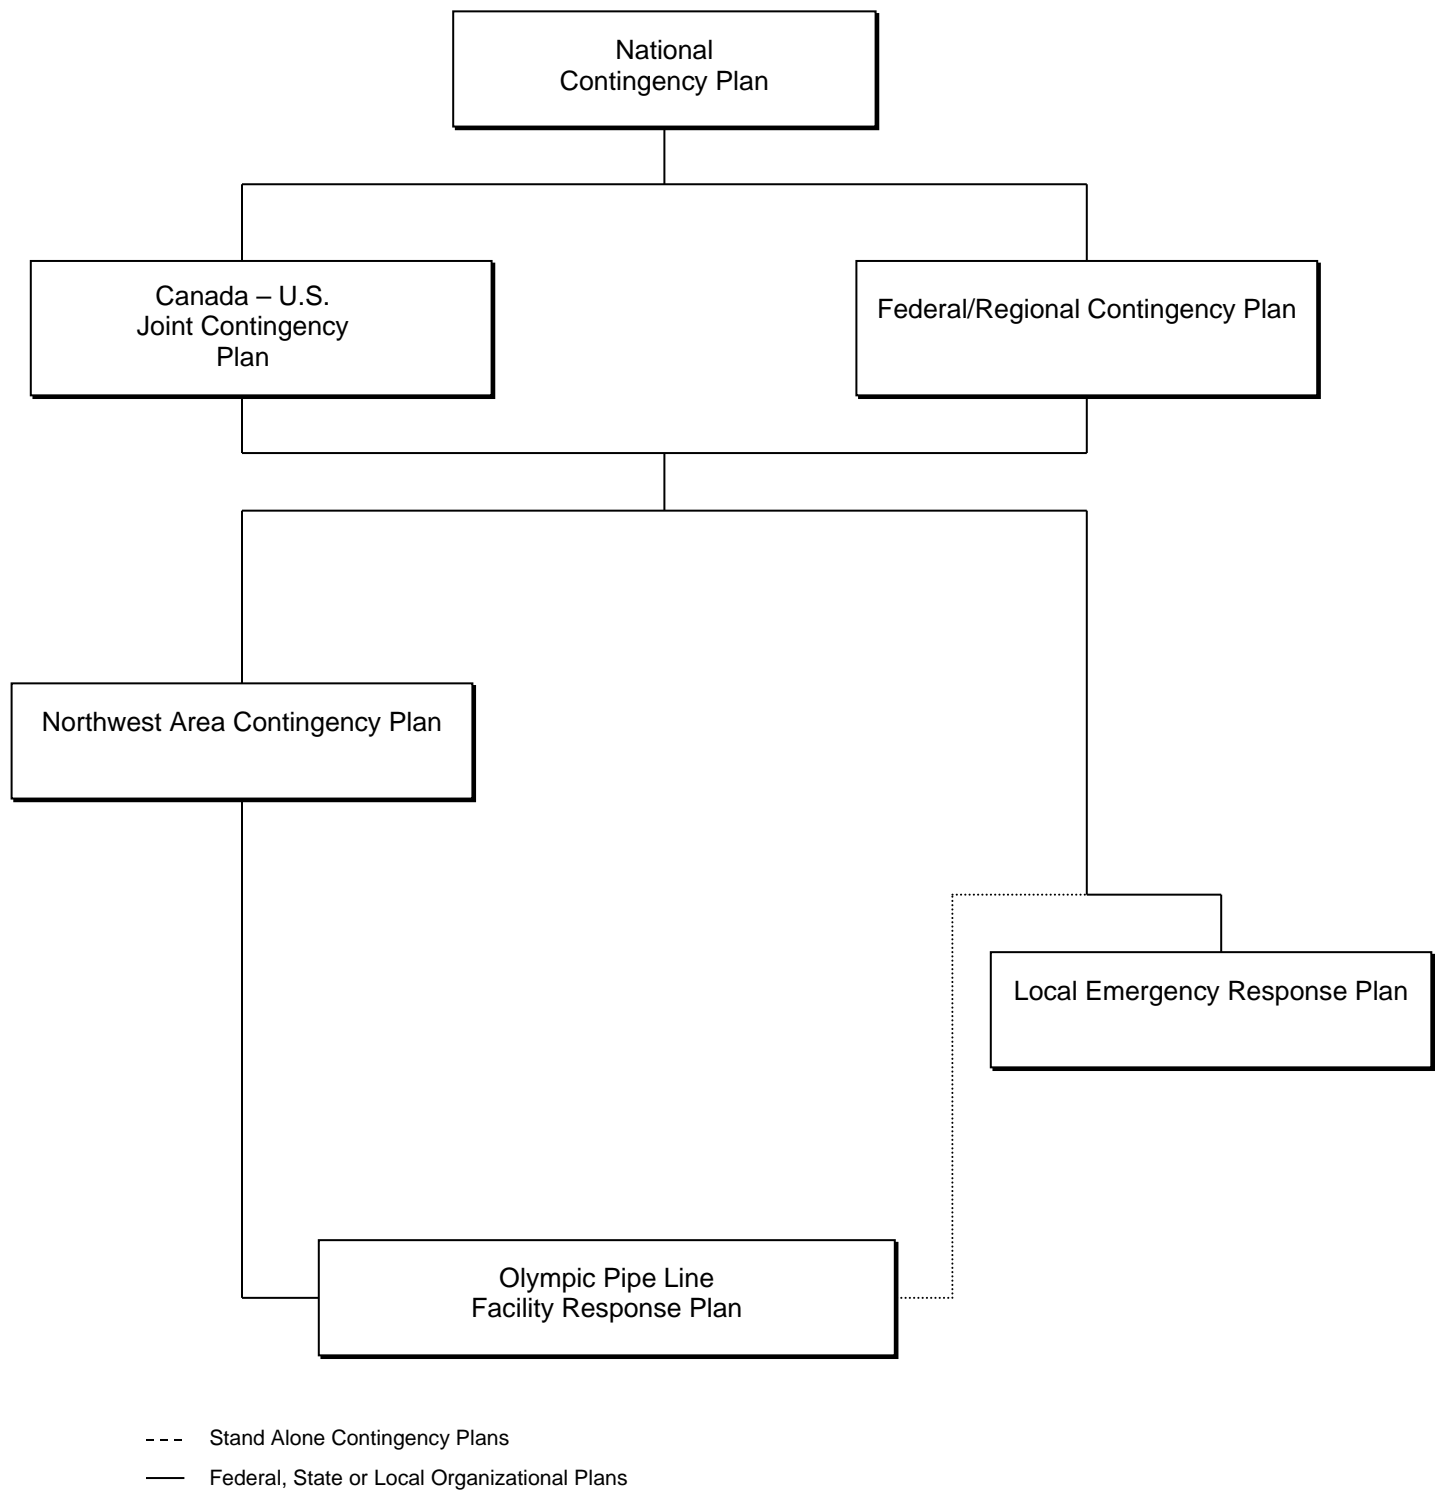 National
Contingency Plan
Canada – U.S.
Joint Contingency
Plan
Federal/Regional Contingency Plan
Northwest Area Contingency Plan
Local Emergency Response Plan
Olympic Pipe Line
Facility Response Plan
Stand Alone Contingency Plans
Federal, State or Local Organizational Plans